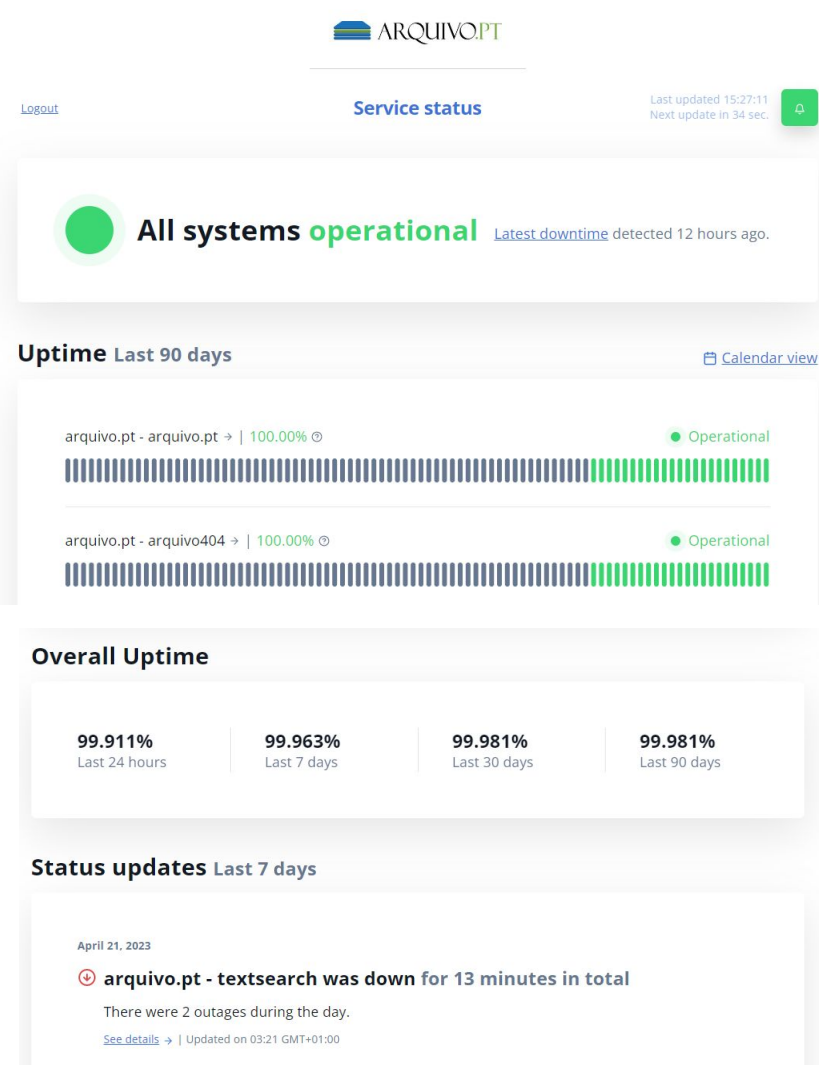 ARQUIVO.PT
Logout
Service status
Last updated 15:27:11
Next update in 34 sec.
All systems operational Latest downtime detected 12 hours ago.
Uptime Last 90 days
Calendar view
arquivo.pt - arquivo.pt → | 100.00%
Operational
arquivo.pt - arquivo404 → | 100.00%
Operational
Overall Uptime
99.911%
Last 24 hours
99.963%
Last 7 days
99.981%
Last 30 days
99.981%
Last 90 days
Status updates Last 7 days
April 21, 2023
arquivo.pt - textsearch was down for 13 minutes in total
There were 2 outages during the day.
See details → | Updated on 03:21 GMT+01:00